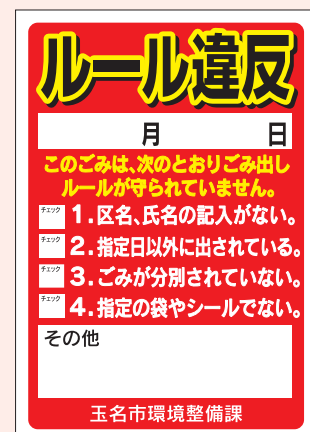 ルール違反
月 日
このごみは、次のとおりごみ出し
ルールが守られていません。
チェック 1.区名、氏名の記入がない。
チェック 2.指定日以外に出されている。
チェック 3.ごみが分別されていない。
チェック 4.指定の袋やシールでない。
その他
玉名市環境整備課